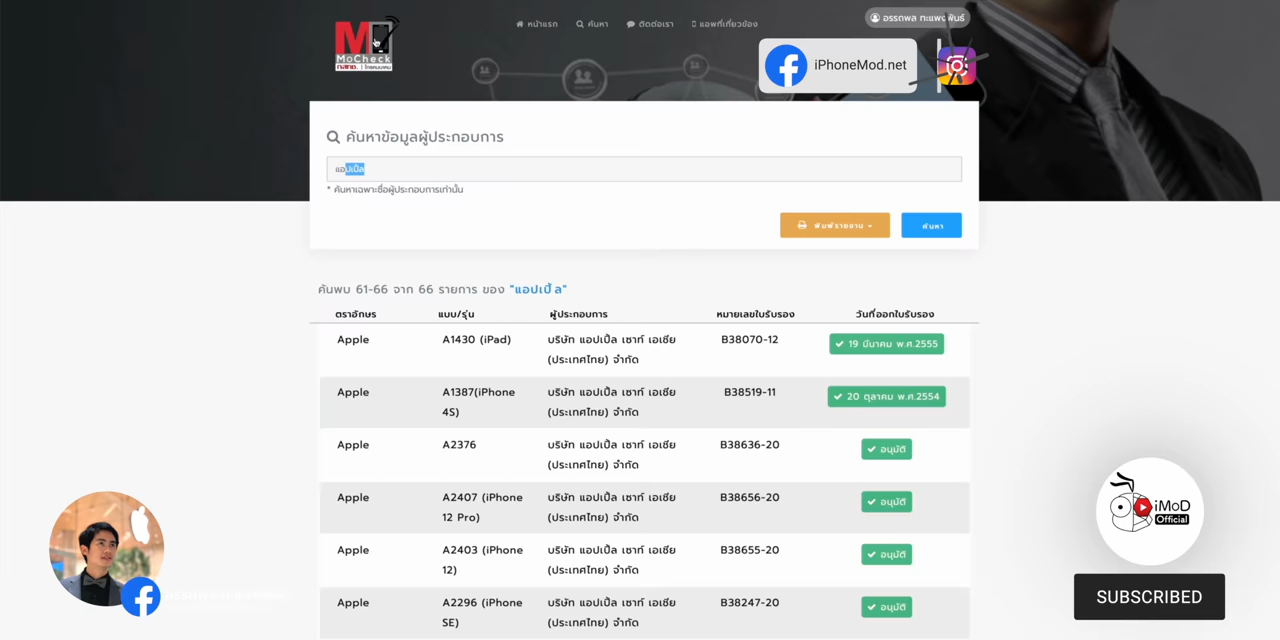 หน้าแรก ค้นหา ติดต่อเรา แอพที่เกี่ยวข้อง
อรรถพล ทะแพงพันธ์
MoCheck
กสทช. | โทรคมนาคม
iPhoneMod.net
ค้นหาข้อมูลผู้ประกอบการ
แอปเปิ้ล
* ค้นหาเฉพาะชื่อผู้ประกอบการเท่านั้น
พิมพ์รายงาน ค้นหา
ค้นพบ 61-66 จาก 66 รายการ ของ "แอปเปิ้ล"
ตราอักษร แบบ/รุ่น ผู้ประกอบการ หมายเลขใบรับรอง วันที่ออกใบรับรอง
Apple A1430 (iPad) บริษัท แอปเปิ้ล เซาท์ เอเชีย B38070-12 19 มีนาคม พ.ศ.2555
(ประเทศไทย) จำกัด
Apple A1387(iPhone บริษัท แอปเปิ้ล เซาท์ เอเชีย B38519-11 20 ตุลาคม พ.ศ.2554
4S) (ประเทศไทย) จำกัด
Apple A2376 บริษัท แอปเปิ้ล เซาท์ เอเชีย B38636-20 อนุมัติ
(ประเทศไทย) จำกัด
Apple A2407 (iPhone บริษัท แอปเปิ้ล เซาท์ เอเชีย B38656-20 อนุมัติ
12 Pro) (ประเทศไทย) จำกัด
Apple A2403 (iPhone บริษัท แอปเปิ้ล เซาท์ เอเชีย B38655-20 อนุมัติ
12) (ประเทศไทย) จำกัด
Apple A2296 (iPhone บริษัท แอปเปิ้ล เซาท์ เอเชีย B38247-20 อนุมัติ
SE) (ประเทศไทย) จำกัด
iMoD
Official
SUBSCRIBED